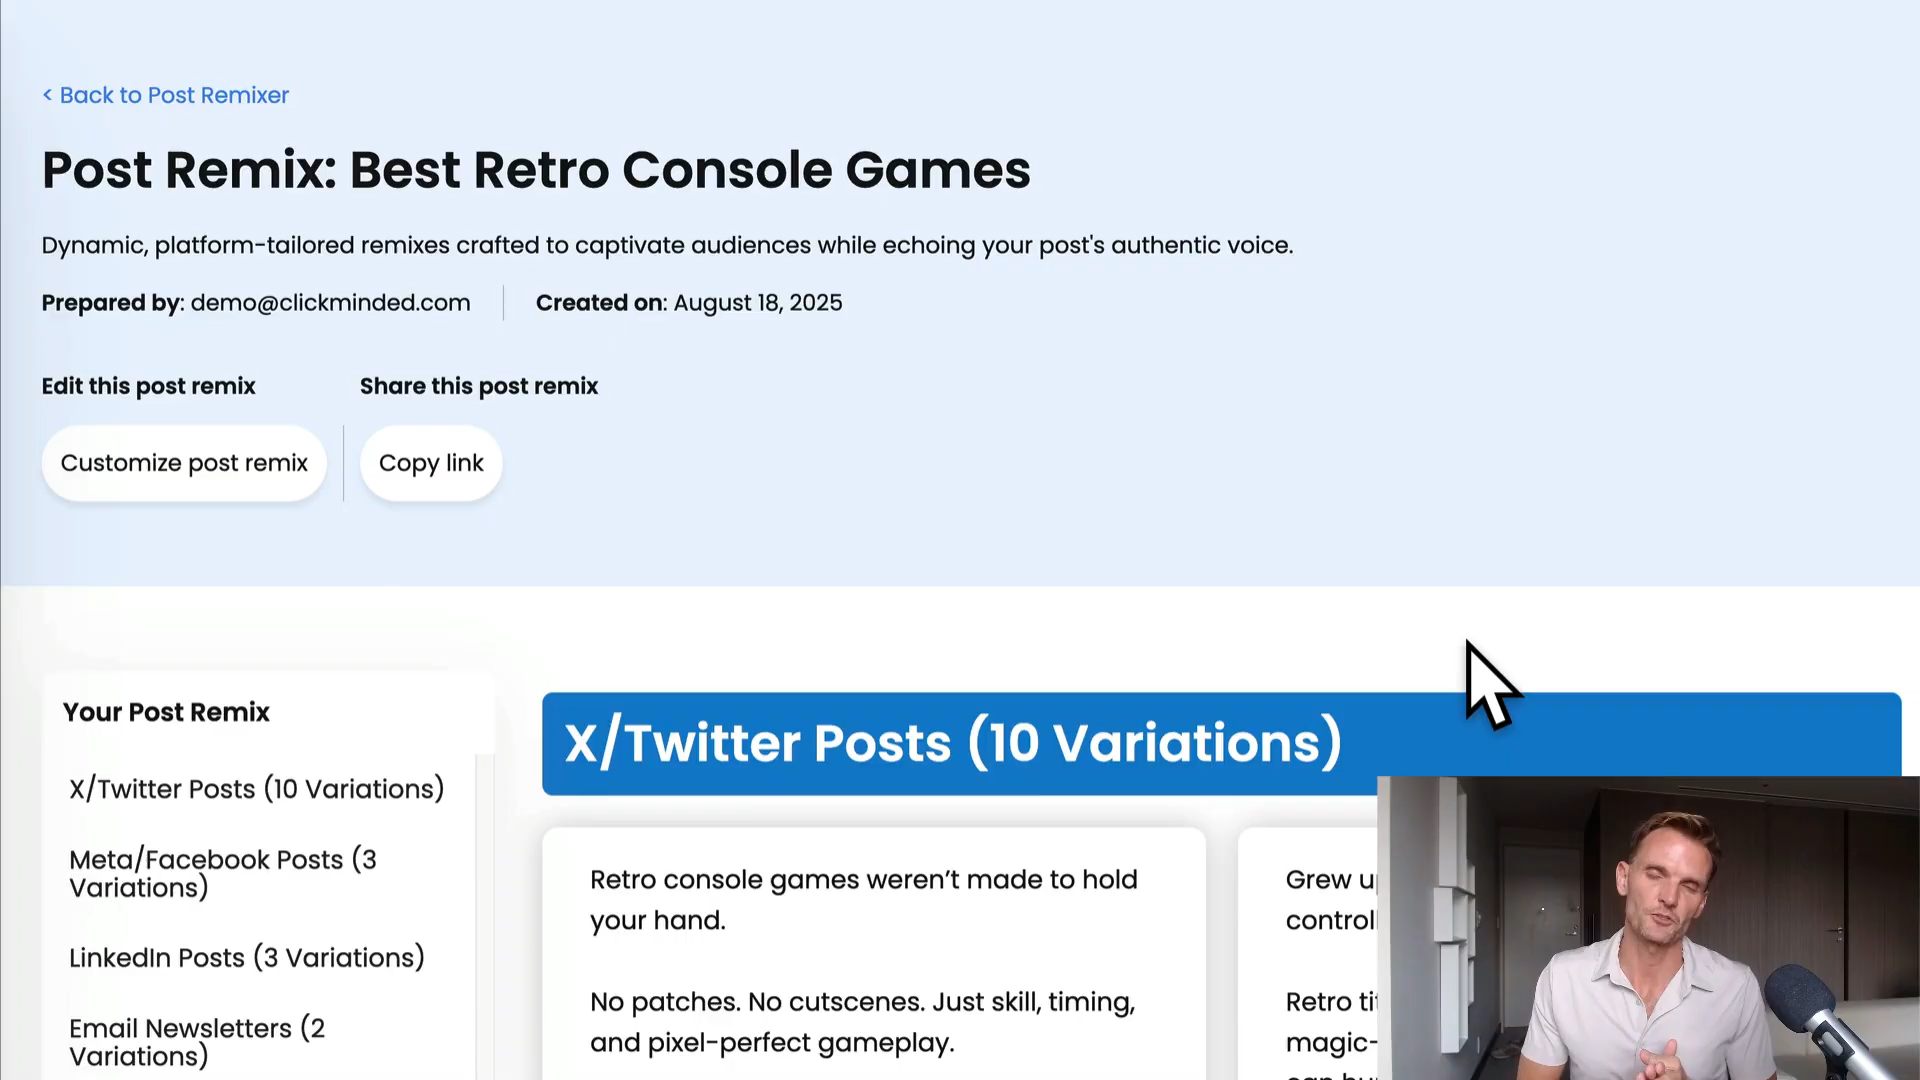 < Back to Post Remixer
Post Remix: Best Retro Console Games
Dynamic, platform-tailored remixes crafted to captivate audiences while echoing your post's authentic voice.
Prepared by: demo@clickminded.com
Created on: August 18, 2025
Edit this post remix
Share this post remix
Customize post remix
Copy link
Your Post Remix
X/Twitter Posts (10 Variations)
Meta/Facebook Posts (3
Variations)
LinkedIn Posts (3 Variations)
Email Newsletters (2
Variations)
X/Twitter Posts (10 Variations)
Retro console games weren’t made to hold
your hand.
No patches. No cutscenes. Just skill, timing,
and pixel-perfect gameplay.
Grew
Retro
magic-